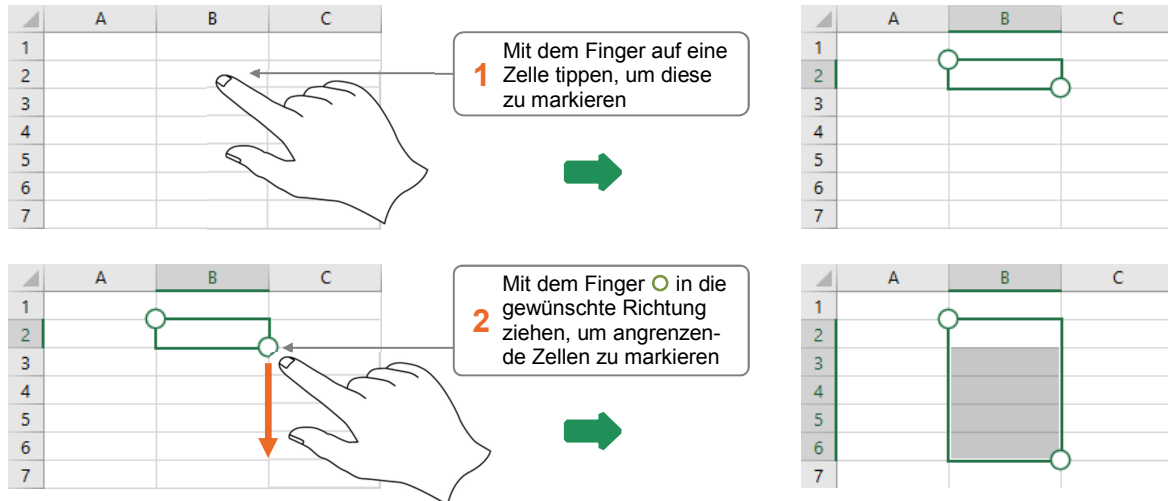 A B C
1
2
3
4
5
6
7
1 Mit dem Finger auf eine
Zelle tippen, um diese
zu markieren
A B C
1
2
3
4
5
6
7
A B C
1
2
3
4
5
6
7
2 Mit dem Finger in die
gewünschte Richtung
ziehen, um angrenzen-
de Zellen zu markieren
A B C
1
2
3
4
5
6
7